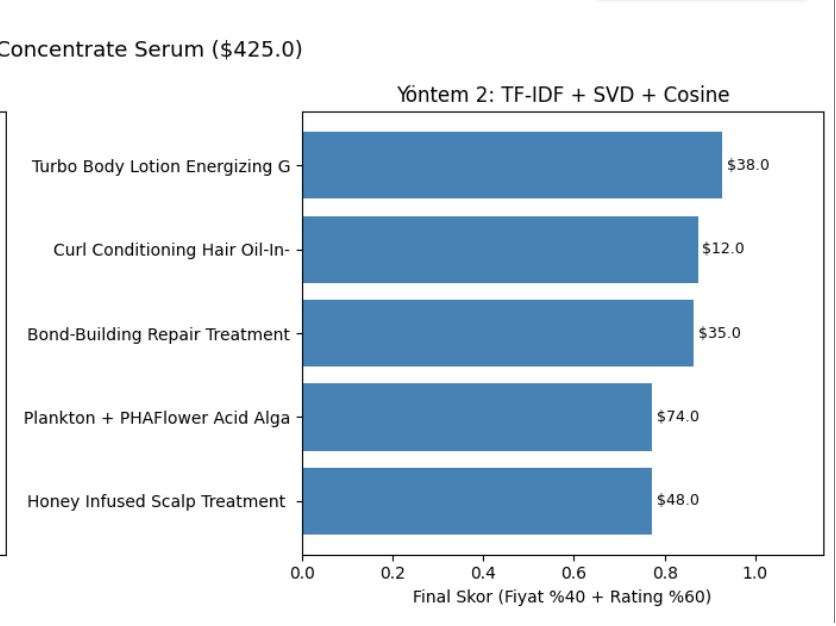 Concentrate Serum ($425.0)
Yöntem 2: TF-IDF + SVD + Cosine
Turbo Body Lotion Energizing G
$38.0
Curl Conditioning Hair Oil-In-
$12.0
Bond-Building Repair Treatment
$35.0
Plankton + PHAFlower Acid Alga
$74.0
Honey Infused Scalp Treatment
$48.0
0.0 0.2 0.4 0.6 0.8 1.0
Final Skor (Fiyat %40 + Rating %60)